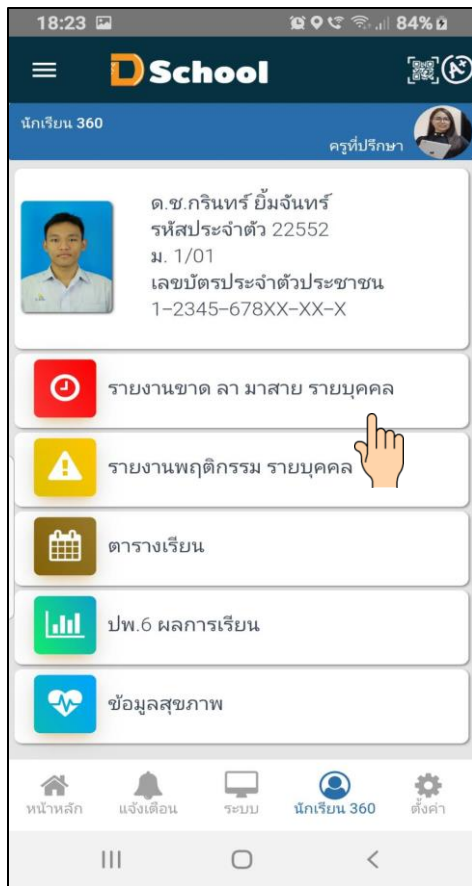 18:23 84%
DSchool
นักเรียน 360
ครูที่ปรึกษา
ด.ช.กรินทร์ ยิ้มจันทร์
รหัสประจำตัว 22552
ม. 1/01
เลขบัตรประจำตัวประชาชน
1-2345-678XX-XX-X
รายงานขาด ลา มาสาย รายบุคคล
รายงานพฤติกรรม รายบุคคล
ตารางเรียน
ปพ.6 ผลการเรียน
ข้อมูลสุขภาพ
หน้าหลัก แจ้งเตือน ระบบ นักเรียน 360 ตั้งค่า